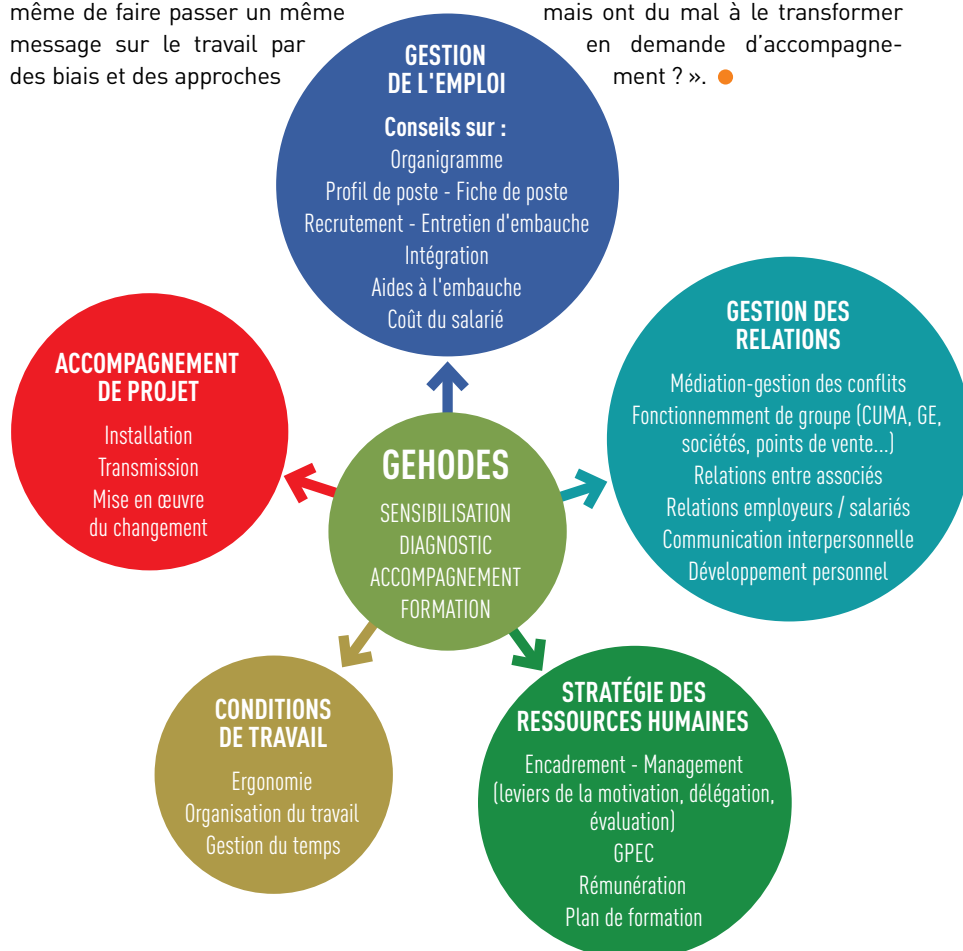 même de faire passer un même
message sur le travail par
des biais et des approches
mais ont du mal à le transformer
en demande d'accompagne-
ment ? ».
GESTION
DE L'EMPLOI
Conseils sur :
Organigramme
Profil de poste - Fiche de poste
Recrutement - Entretien d'embauche
Intégration
Aides à l'embauche
Coût du salarié
ACCOMPAGNEMENT
DE PROJET
Installation
Transmission
Mise en œuvre
du changement
GEHODES
SENSIBILISATION
DIAGNOSTIC
ACCOMPAGNEMENT
FORMATION
GESTION DES
RELATIONS
Médiation-gestion des conflits
Fonctionnemment de groupe (CUMA, GE,
sociétés, points de vente...)
Relations entre associés
Relations employeurs / salariés
Communication interpersonnelle
Développement personnel
CONDITIONS
DE TRAVAIL
Ergonomie
Organisation du travail
Gestion du temps
STRATÉGIE DES
RESSOURCES HUMAINES
Encadrement - Management
(leviers de la motivation, délégation,
évaluation)
GPEC
Rémunération
Plan de formation